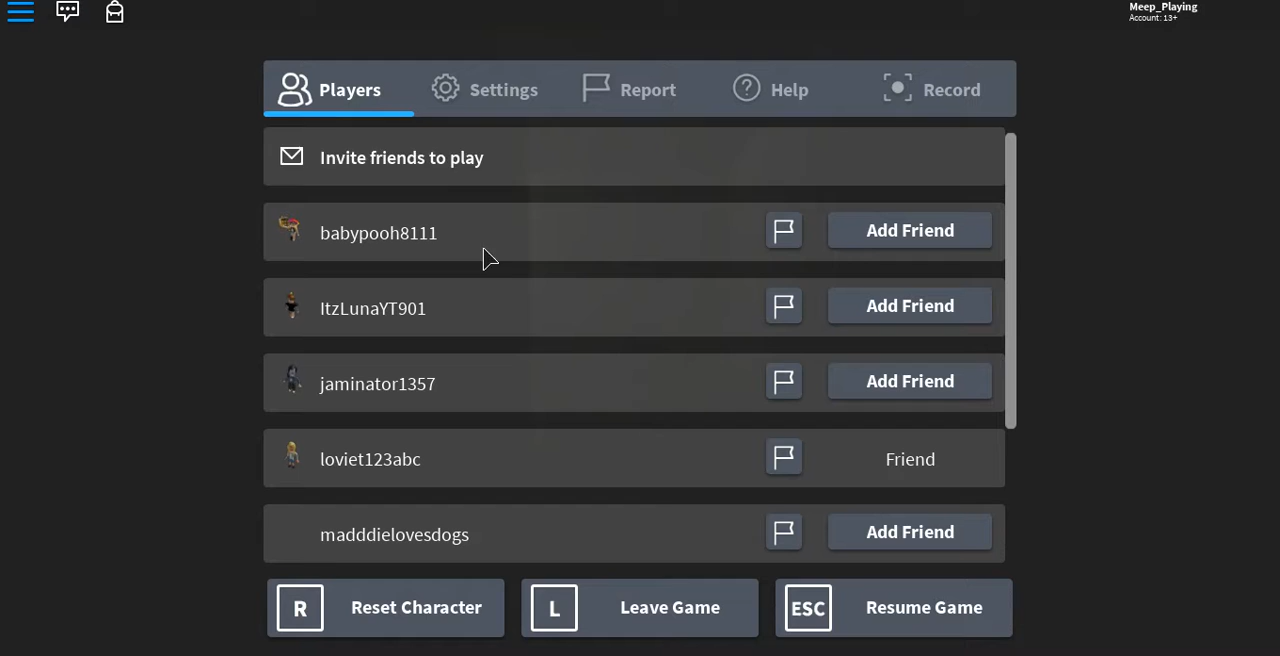 Meep_Playing
Account: 13+
Players Settings Report Help Record
Invite friends to play
babypooh8111 Add Friend
ItzLunaYT901 Add Friend
jaminator1357 Add Friend
loviet123abc Friend
madddielovesdogs Add Friend
R Reset Character L Leave Game ESC Resume Game